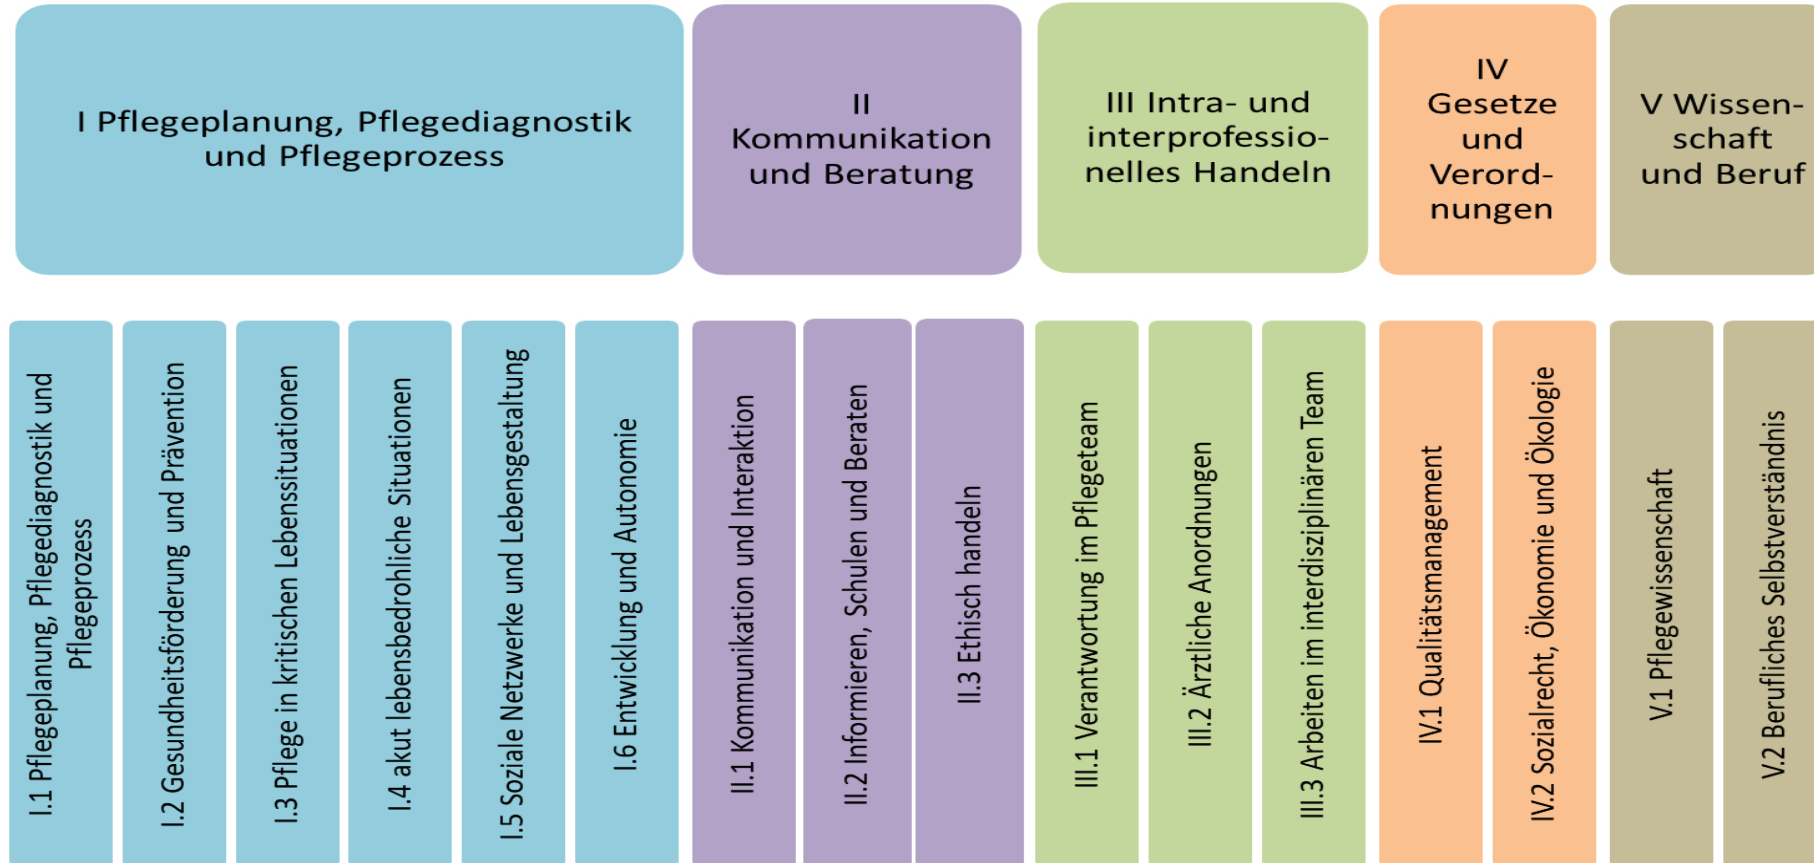 I Pflegeplanung, Pflegediagnostik
und Pflegeprozess
II
Kommunikation
und Beratung
III Intra- und
interprofessio-
nelles Handeln
IV
Gesetze
und
Verord-
nungen
V Wissen-
schaft
und Beruf
I.1 Pflegeplanung, Pflegediagnostik und
Pflegeprozess
I.2 Gesundheitsförderung und Prävention
I.3 Pflege in kritischen Lebenssituationen
I.4 akut lebensbedrohliche Situationen
I.5 Soziale Netzwerke und Lebensgestaltung
I.6 Entwicklung und Autonomie
II.1 Kommunikation und Interaktion
II.2 Informieren, Schulen und Beraten
II.3 Ethisch handeln
III.1 Verantwortung im Pflegeteam
III.2 Ärztliche Anordnungen
III.3 Arbeiten im interdisziplinären Team
IV.1 Qualitätsmanagement
IV.2 Sozialrecht, Ökonomie und Ökologie
V.1 Pflegewissenschaft
V.2 Berufliches Selbstverständnis